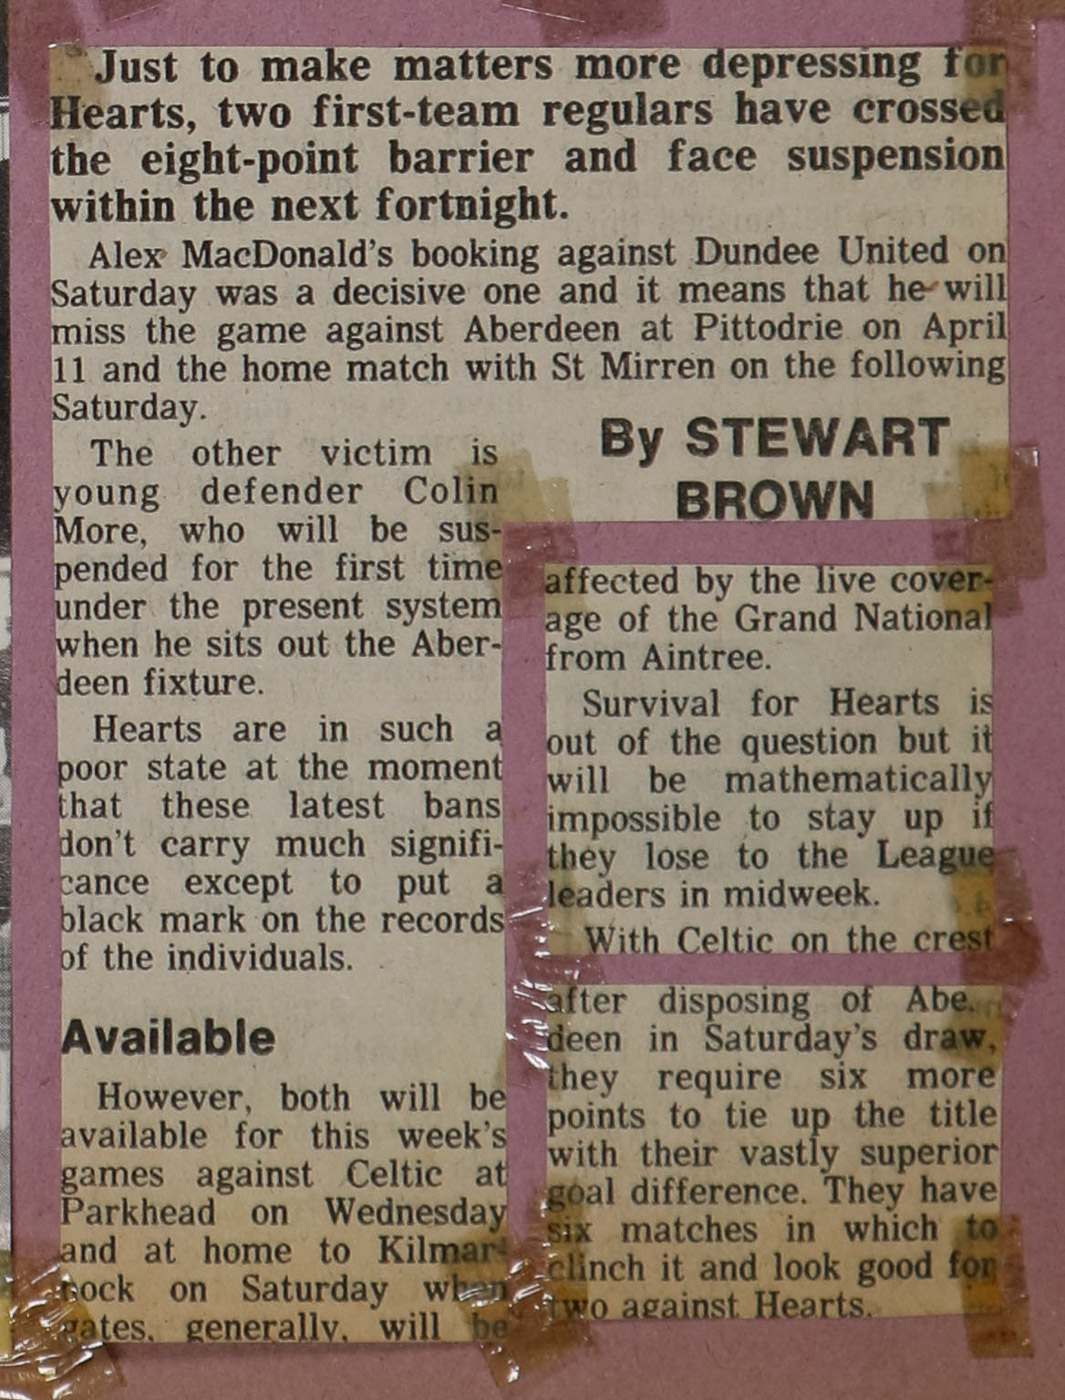 Just to make matters more depressing for
Hearts, two first-team regulars have crossed
the eight-point barrier and face suspension
within the next fortnight.
Alex MacDonald's booking against Dundee United on
Saturday was a decisive one and it means that he will
miss the game against Aberdeen at Pittodrie on April
11 and the home match with St Mirren on the following
Saturday.
By STEWART
BROWN
The other victim is
young defender Colin
More, who will be sus-
pended for the first time
under the present system
when he sits out the Aber-
deen fixture.
Hearts are in such a
poor state at the moment
that these latest bans
don't carry much signifi-
cance except to put a
black mark on the records
of the individuals.
Available
However, both will be
available for this week's
games against Celtic at
Parkhead on Wednesday
and at home to Kilmar-
nock on Saturday when
gates, generally, will be
affected by the live cover-
age of the Grand National
from Aintree.
Survival for Hearts is
out of the question but it
will be mathematically
impossible to stay up if
they lose to the League
leaders in midweek.
With Celtic on the crest
after disposing of Abe
deen in Saturday's draw,
they require six more
points to tie up the title
with their vastly superior
goal difference. They have
six matches in which to
clinch it and look good for
two against Hearts.